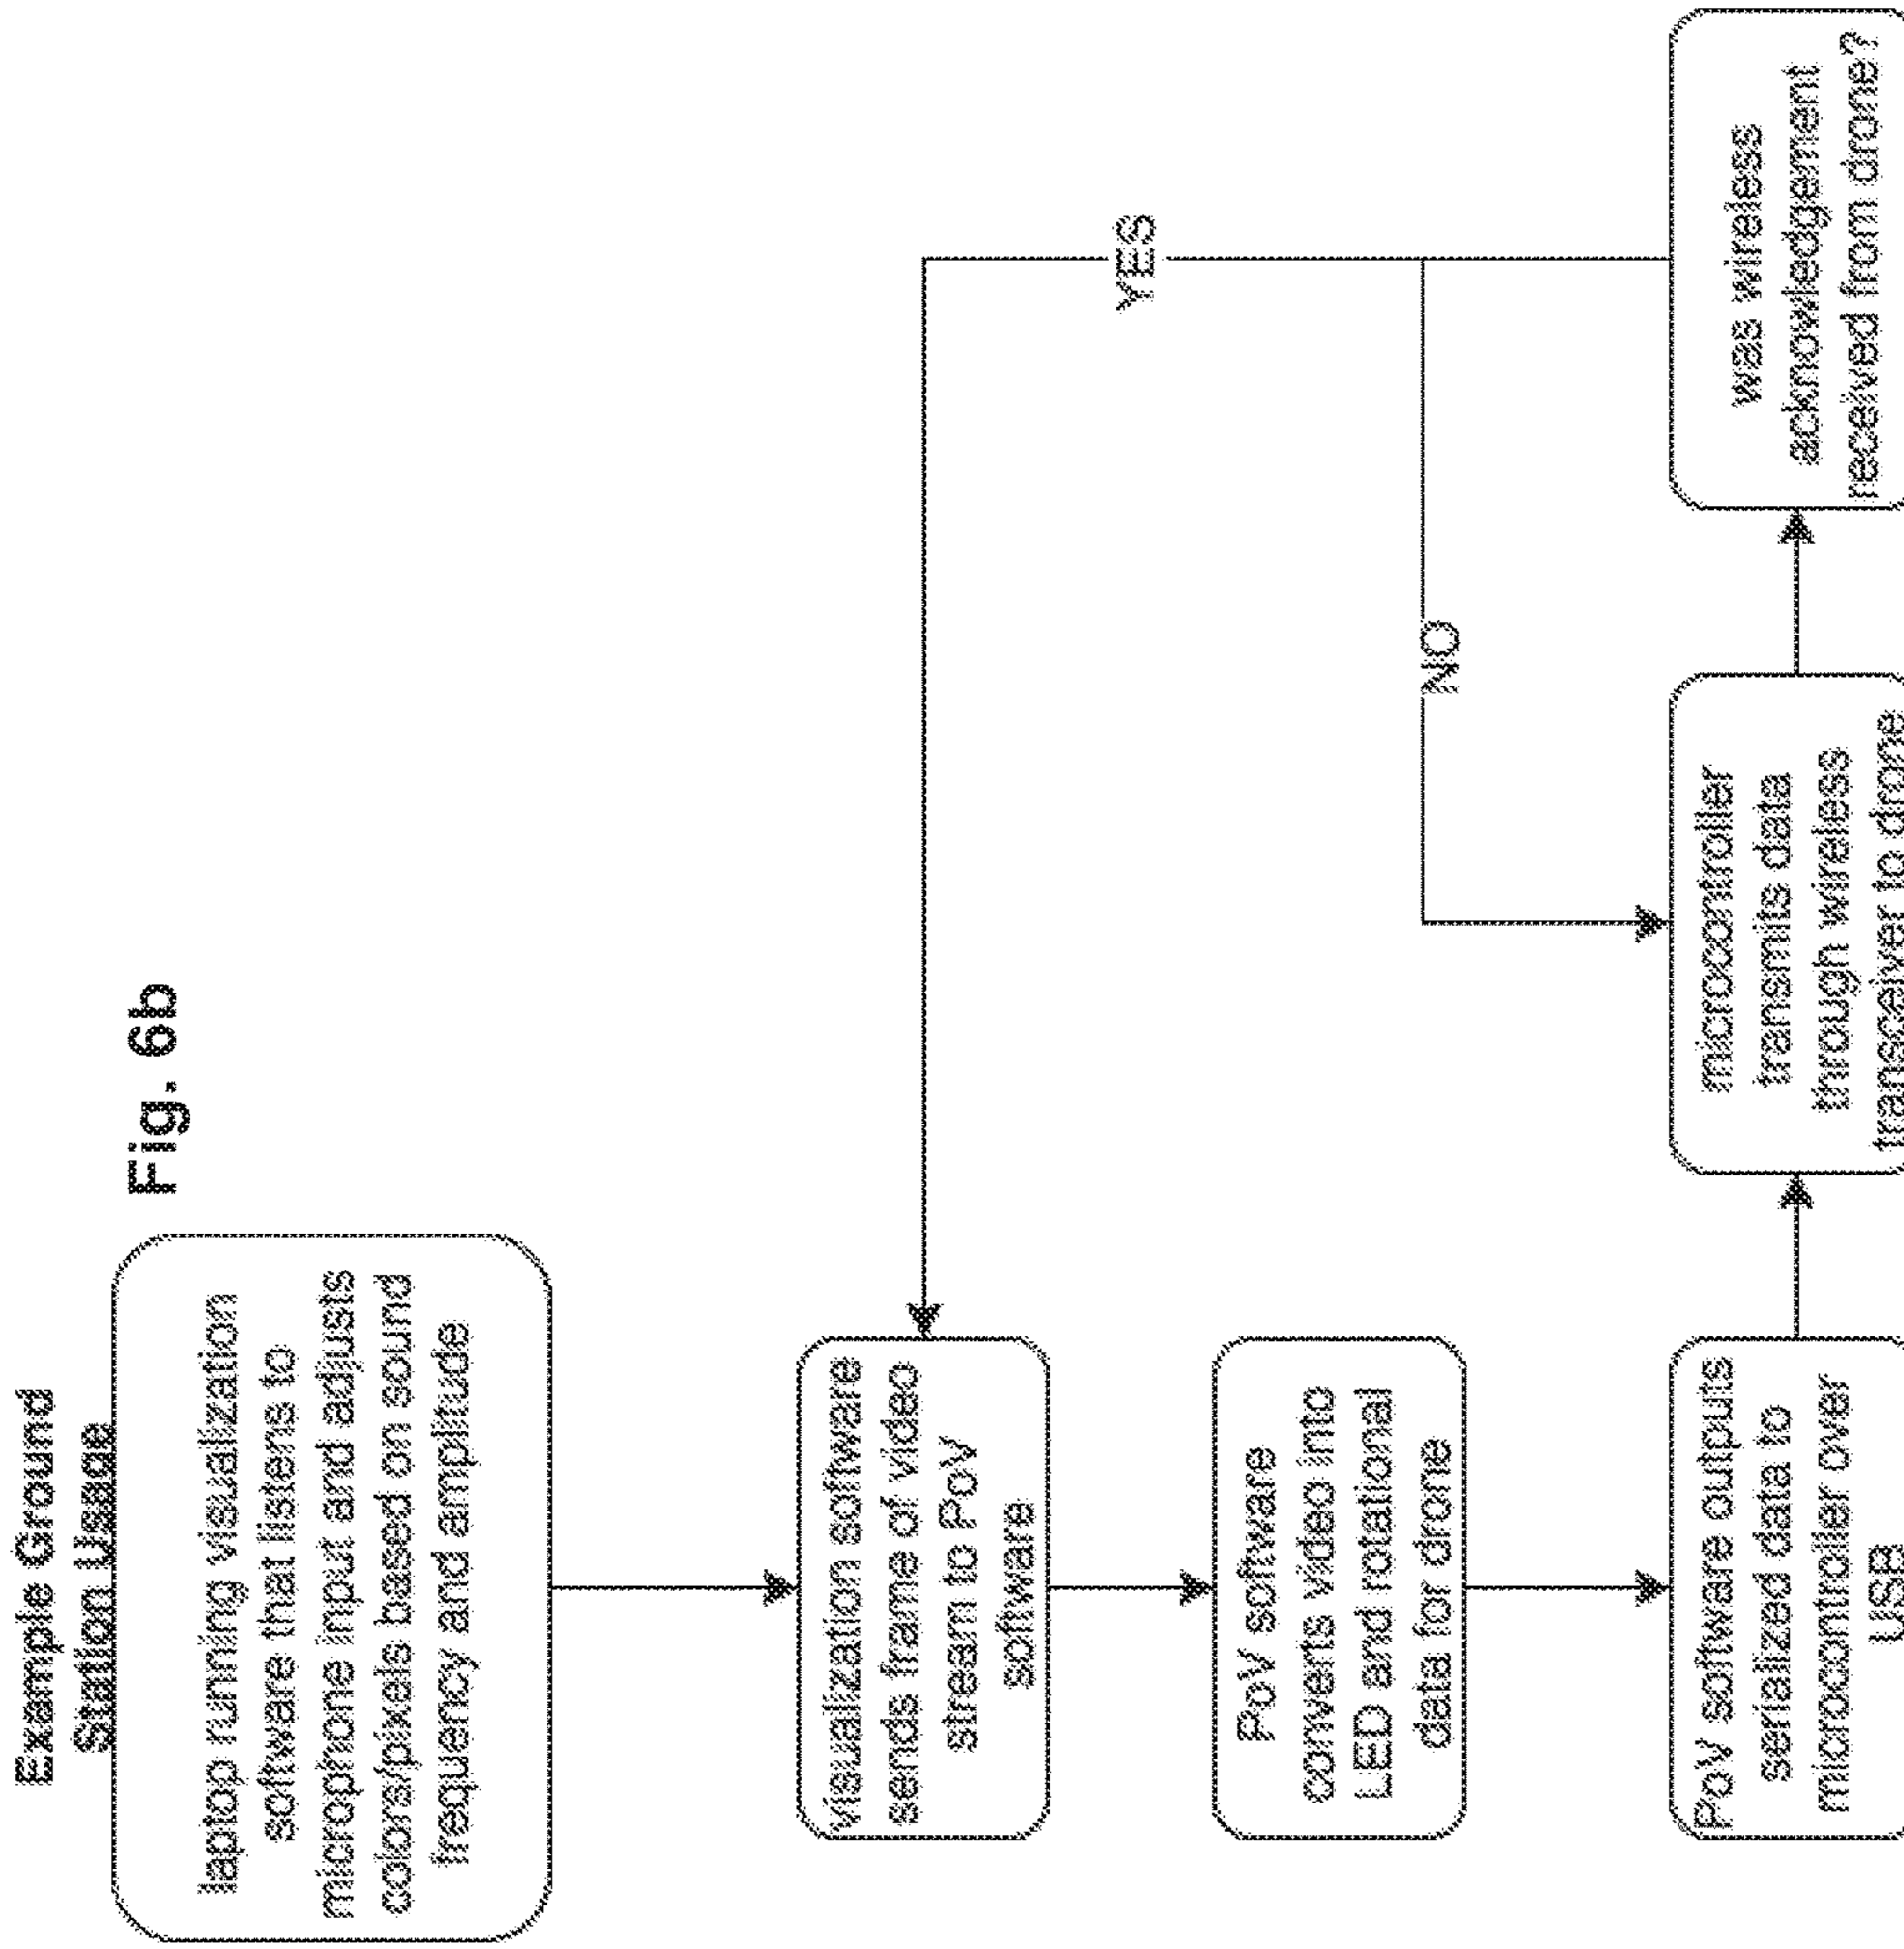 Example Ground
Station Usage
Fig. 6b
laptop running visualization
software that listens to
microphone input and adjusts
colors/pixels based on sound
frequency and amplitude
visualization software
sends frame of video
stream to PoV
software
PoV software
converts video into
LED and rotational
data for drone
PoV software outputs
serialized data to
microcontroller over
USB
microcontroller
transmits data
through wireless
transceiver to drone
was wireless
acknowledgement
received from drone?
NO
YES